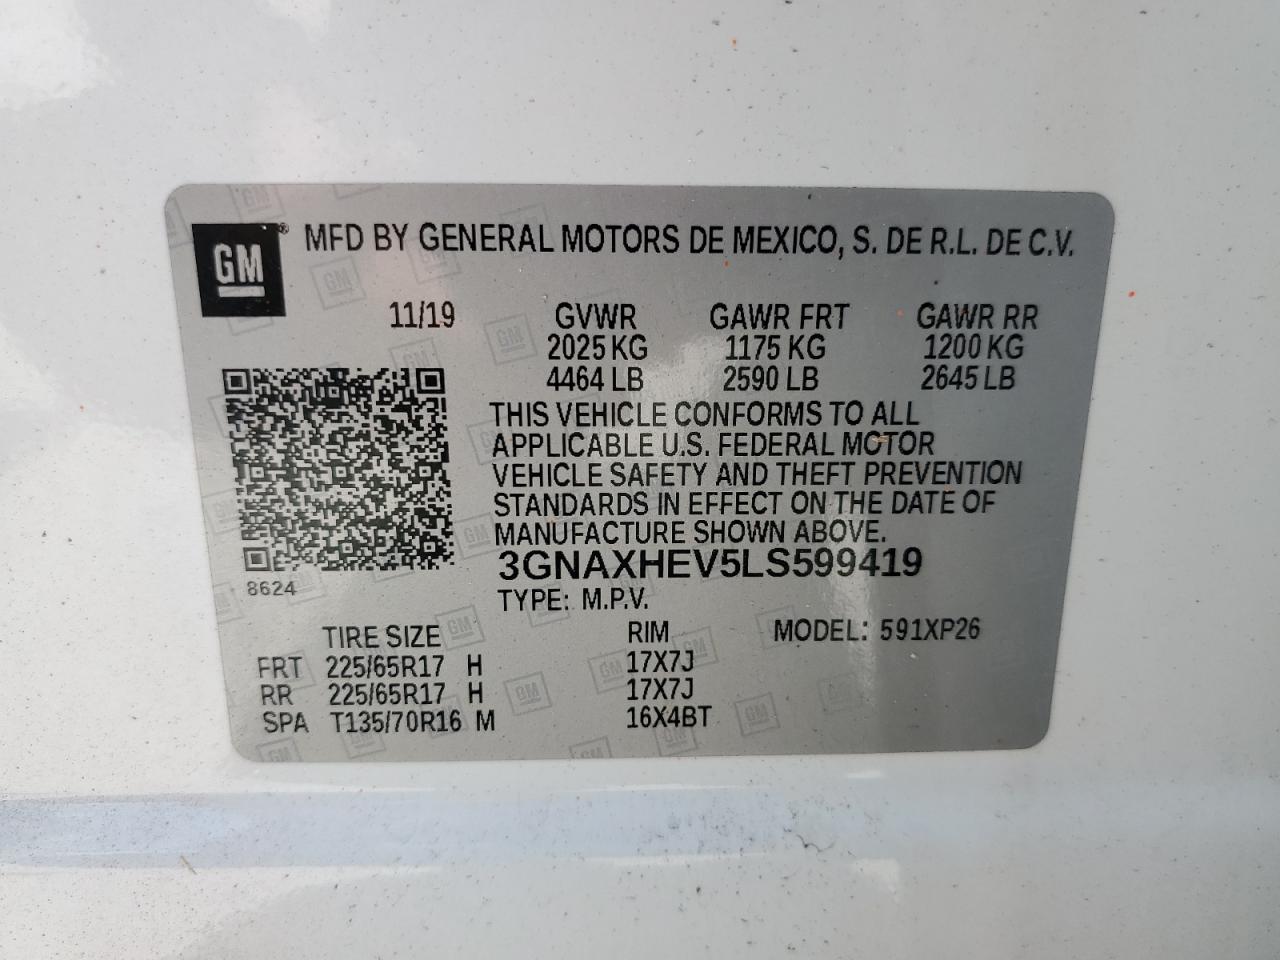 GM® MFD BY GENERAL MOTORS DE MEXICO, S. DE R.L. DE C.V.
11/19 GVWR GAWR FRT GAWR RR
2025 KG 1175 KG 1200 KG
4464 LB 2590 LB 2645 LB
THIS VEHICLE CONFORMS TO ALL
APPLICABLE U.S. FEDERAL MOTOR
VEHICLE SAFETY AND THEFT PREVENTION
STANDARDS IN EFFECT ON THE DATE OF
MANUFACTURE SHOWN ABOVE.
3GNAXHEV5LS599419
8624
TYPE: M.P.V.
TIRE SIZE RIM MODEL: 591XP26
FRT 225/65R17 H 17X7J
RR 225/65R17 H 17X7J
SPA T135/70R16 M 16X4BT